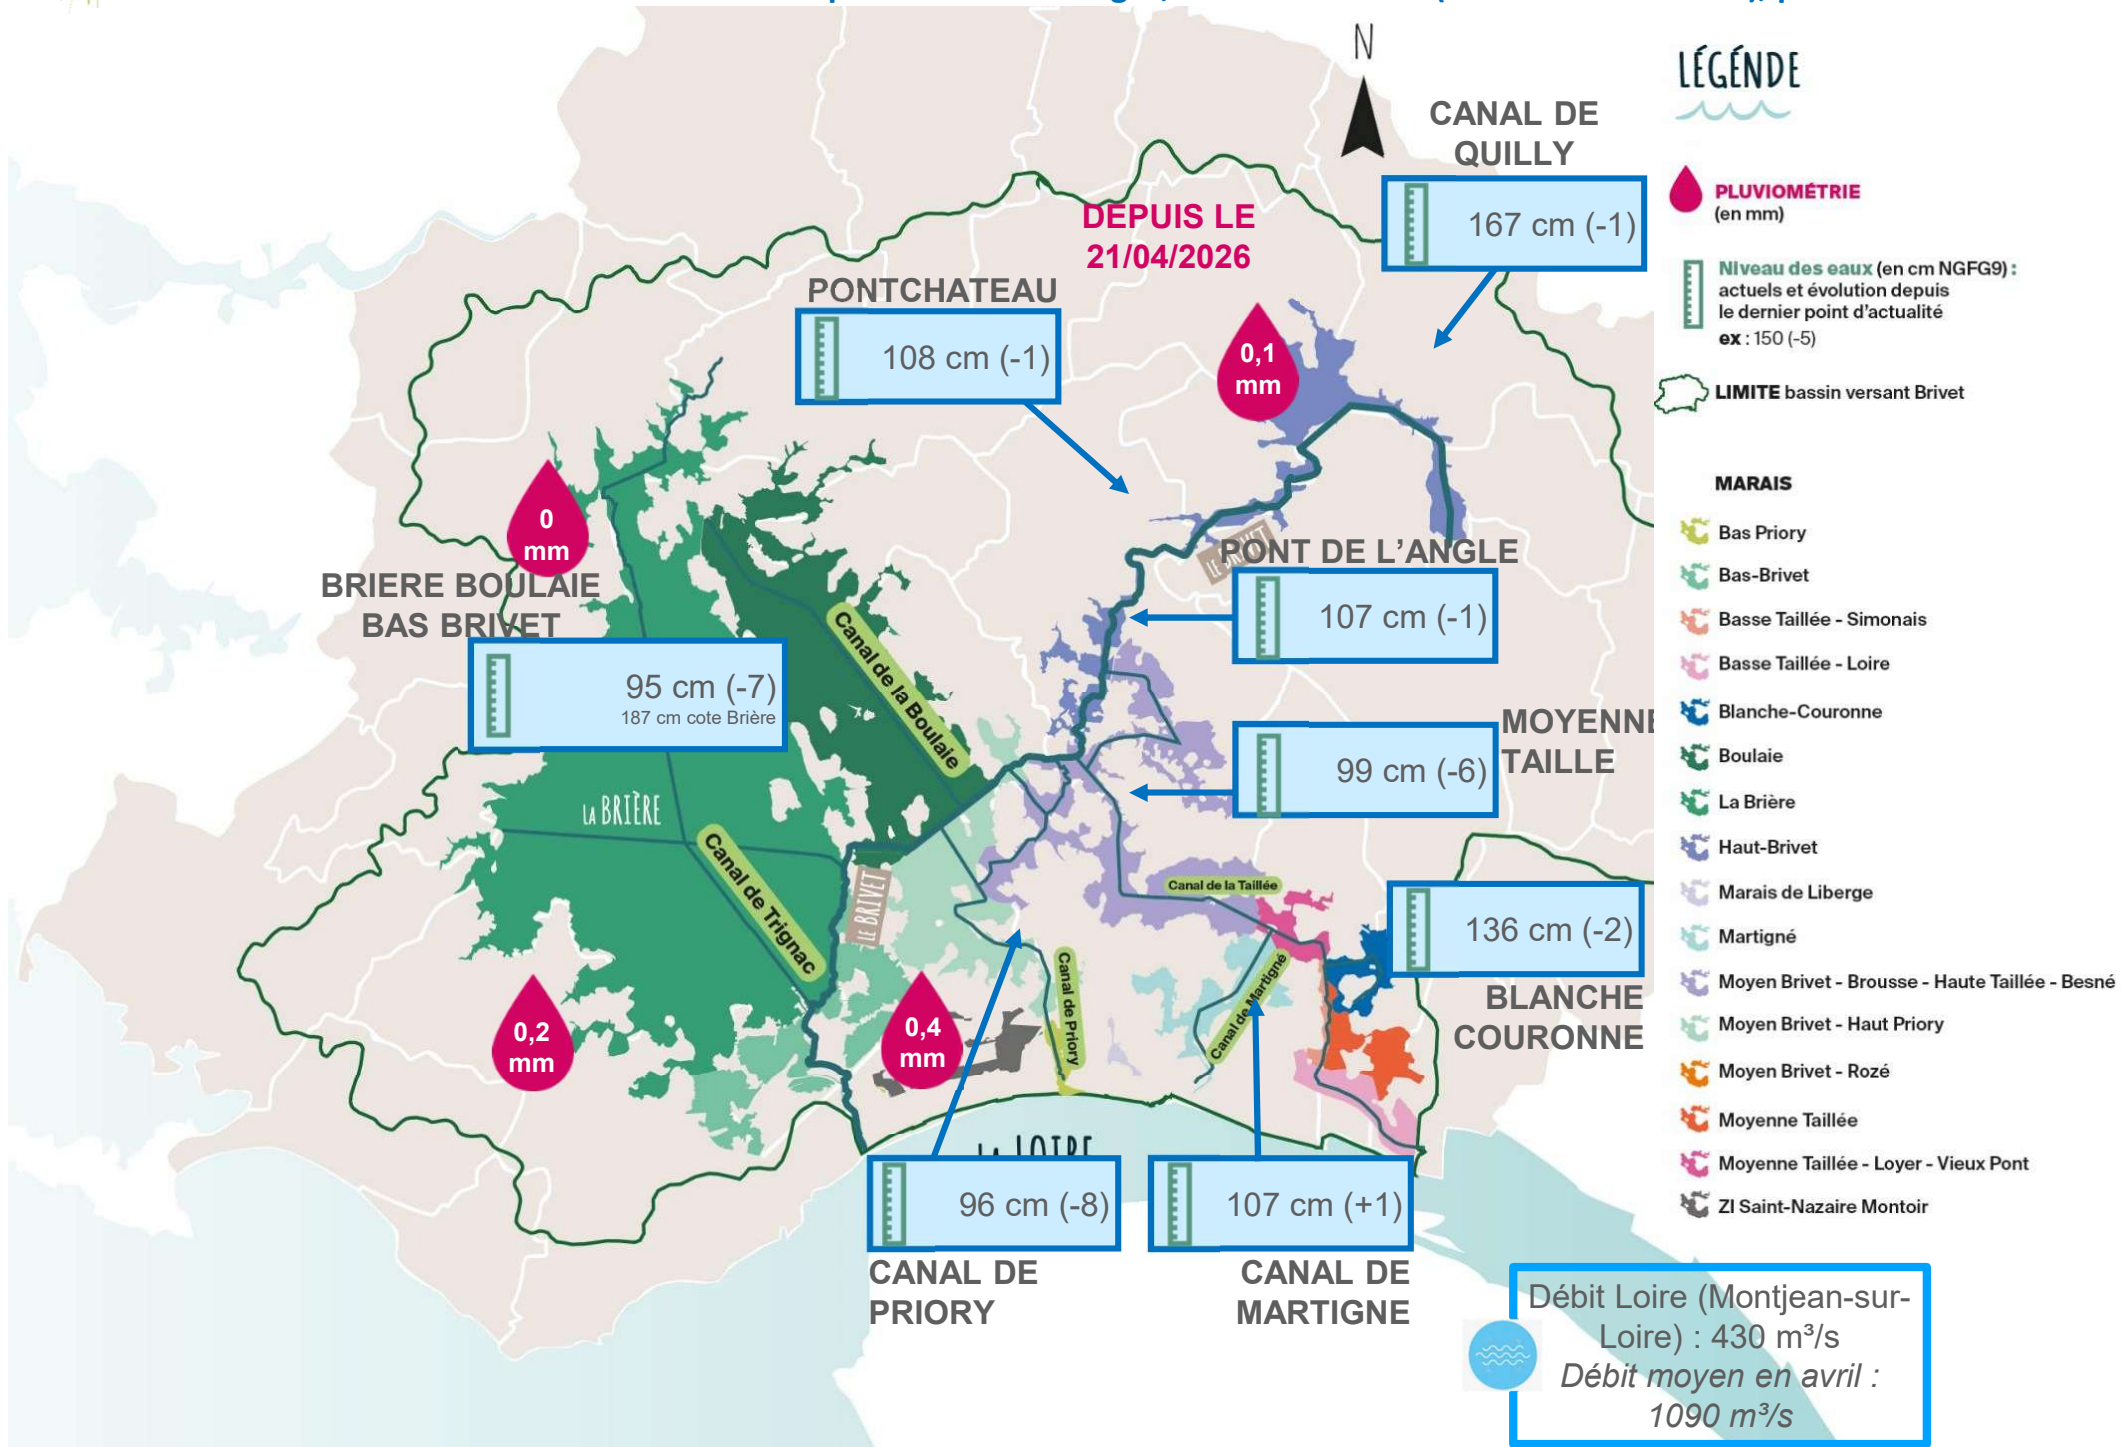 N
LÉGÉNDE
CANAL DE
QUILLY
167 cm (-1)
PLUVIOMÉTRIE
(en mm)
DEPUIS LE
21/04/2026
Niveau des eaux (en cm NGFG9) :
actuels et évolution depuis
le dernier point d'actualité
ex : 150 (-5)
PONTCHATEAU
108 cm (-1)
0,1
mm
LIMITE bassin versant Brivet
MARAIS
Bas Priory
Bas-Brivet
Basse Taillée - Simonais
Basse Taillée - Loire
Blanche-Couronne
Boulaie
La Brière
Haut-Brivet
Marais de Liberge
Martigné
Moyen Brivet - Brousse - Haute Taillée - Besné
Moyen Brivet - Haut Priory
Moyen Brivet - Rozé
Moyenne Taillée
Moyenne Taillée - Loyer - Vieux Pont
ZI Saint-Nazaire Montoir
0
mm
BRIERE BOULAIE
BAS BRIVET
95 cm (-7)
187 cm cote Brière
LE BRIVET
PONT DE L'ANGLE
107 cm (-1)
Canal de la Boulaie
MOYENNE
TAILLE
99 cm (-6)
LA BRIÈRE
Canal de Trignac
LE BRIVET
Canal de la Taillée
136 cm (-2)
BLANCHE
COURONNE
Canal de Priory
Canal de Martigné
0,2
mm
0,4
mm
LA LOIRE
96 cm (-8)
CANAL DE
PRIORY
107 cm (+1)
CANAL DE
MARTIGNE
Débit Loire (Montjean-sur-
Loire) : 430 m³/s
Débit moyen en avril :
1090 m³/s